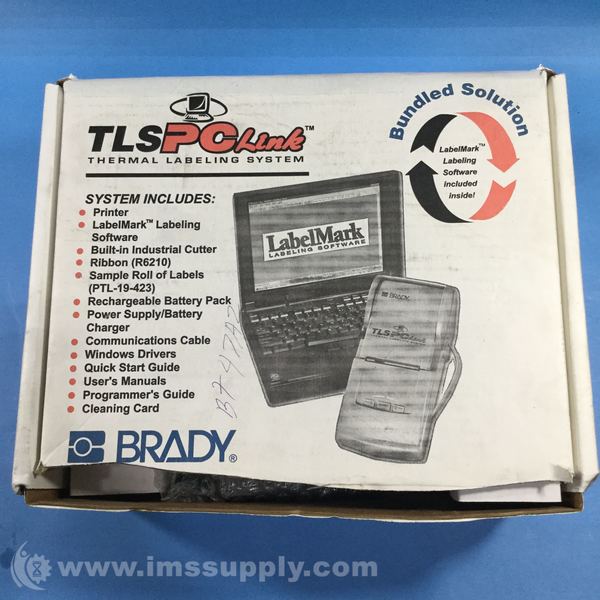 TLSPCLink™
THERMAL LABELING SYSTEM
Bundled Solution
LabelMark™
Labeling
Software
included
inside!
SYSTEM INCLUDES:
Printer
LabelMark™ Labeling
Software
Built-in Industrial Cutter
Ribbon (R6210)
Sample Roll of Labels
(PTL-19-423)
Rechargeable Battery Pack
Power Supply/Battery
Charger
Communications Cable
Windows Drivers
Quick Start Guide
User's Manuals
Programmer's Guide
Cleaning Card
LabelMark
LABELING SOFTWARE
BRADY
TLSPCLink
BRADY®
www.imssupply.com